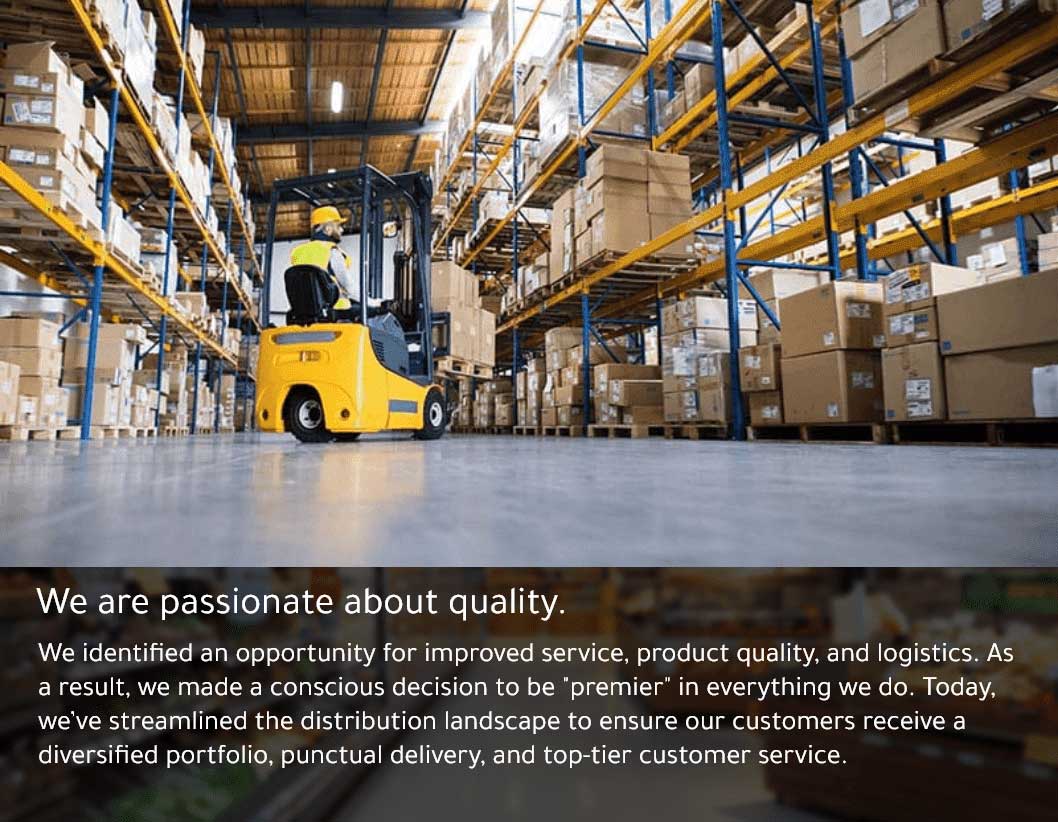 We are passionate about quality.
We identified an opportunity for improved service, product quality, and logistics. As
a result, we made a conscious decision to be "premier" in everything we do. Today,
we've streamlined the distribution landscape to ensure our customers receive a
diversified portfolio, punctual delivery, and top-tier customer service.